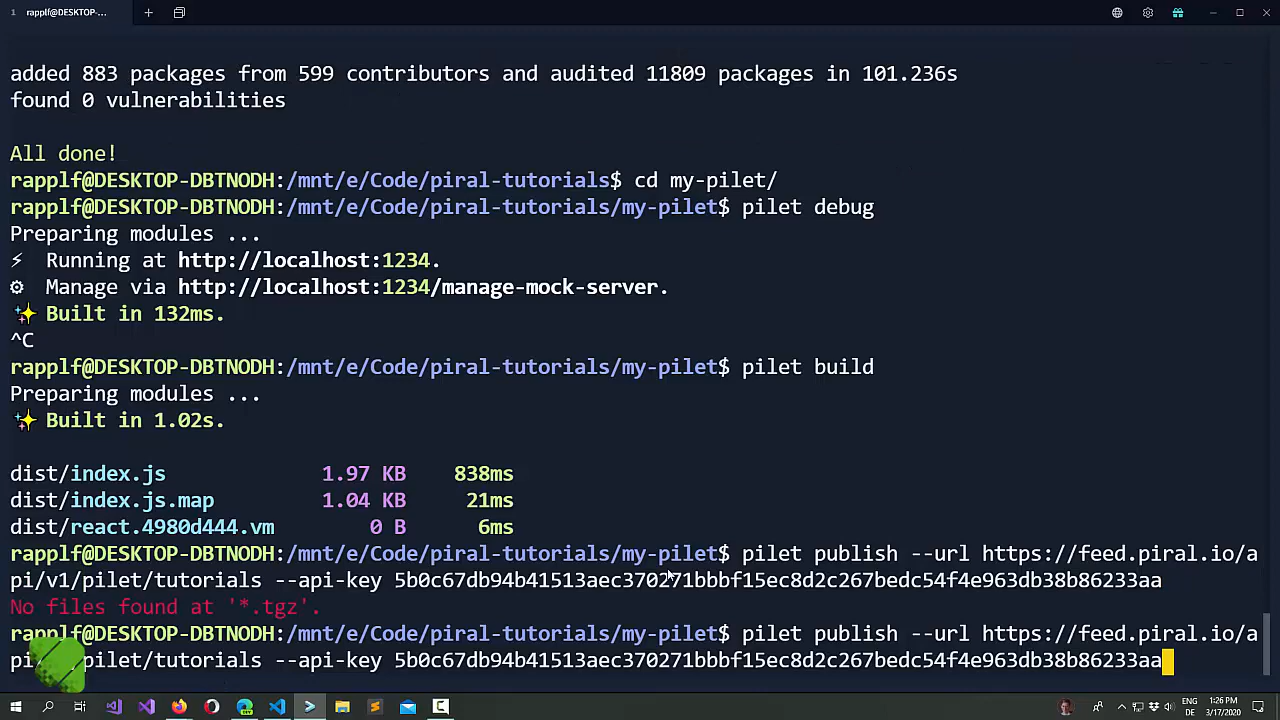 1 rapplf@DESKTOP-...
added 883 packages from 599 contributors and audited 11809 packages in 101.236s
found 0 vulnerabilities
All done!
rapplf@DESKTOP-DBTNODH:/mnt/e/Code/piral-tutorials$ cd my-pilet/
rapplf@DESKTOP-DBTNODH:/mnt/e/Code/piral-tutorials/my-pilet$ pilet debug
Preparing modules ...
⚡ Running at http://localhost:1234.
⚙ Manage via http://localhost:1234/manage-mock-server.
✨ Built in 132ms.
^C
rapplf@DESKTOP-DBTNODH:/mnt/e/Code/piral-tutorials/my-pilet$ pilet build
Preparing modules ...
✨ Built in 1.02s.
dist/index.js 1.97 KB 838ms
dist/index.js.map 1.04 KB 21ms
dist/react.4980d444.vm 0 B 6ms
rapplf@DESKTOP-DBTNODH:/mnt/e/Code/piral-tutorials/my-pilet$ pilet publish --url https://feed.piral.io/a
pi/v1/pilet/tutorials --api-key 5b0c67db94b41513aec370271bbbf15ec8d2c267bedc54f4e963db38b86233aa
No files found at '*.tgz'.
rapplf@DESKTOP-DBTNODH:/mnt/e/Code/piral-tutorials/my-pilet$ pilet publish --url https://feed.piral.io/a
pi/v1/pilet/tutorials --api-key 5b0c67db94b41513aec370271bbbf15ec8d2c267bedc54f4e963db38b86233aa
ENG
DE
1:26 PM
3/17/2020